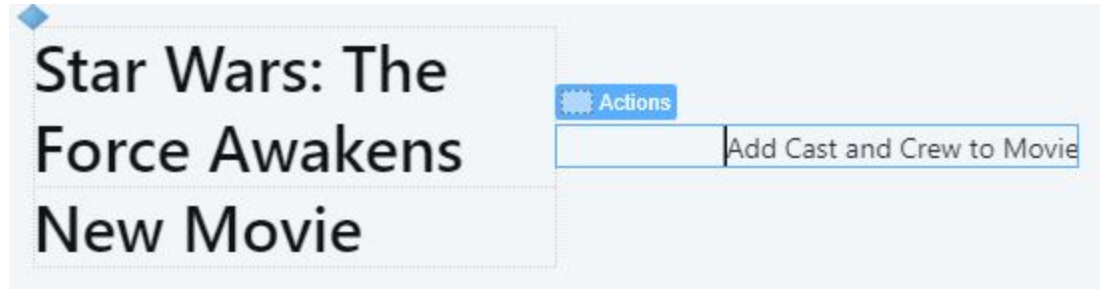 Star Wars: The
Force Awakens
New Movie
Actions
Add Cast and Crew to Movie